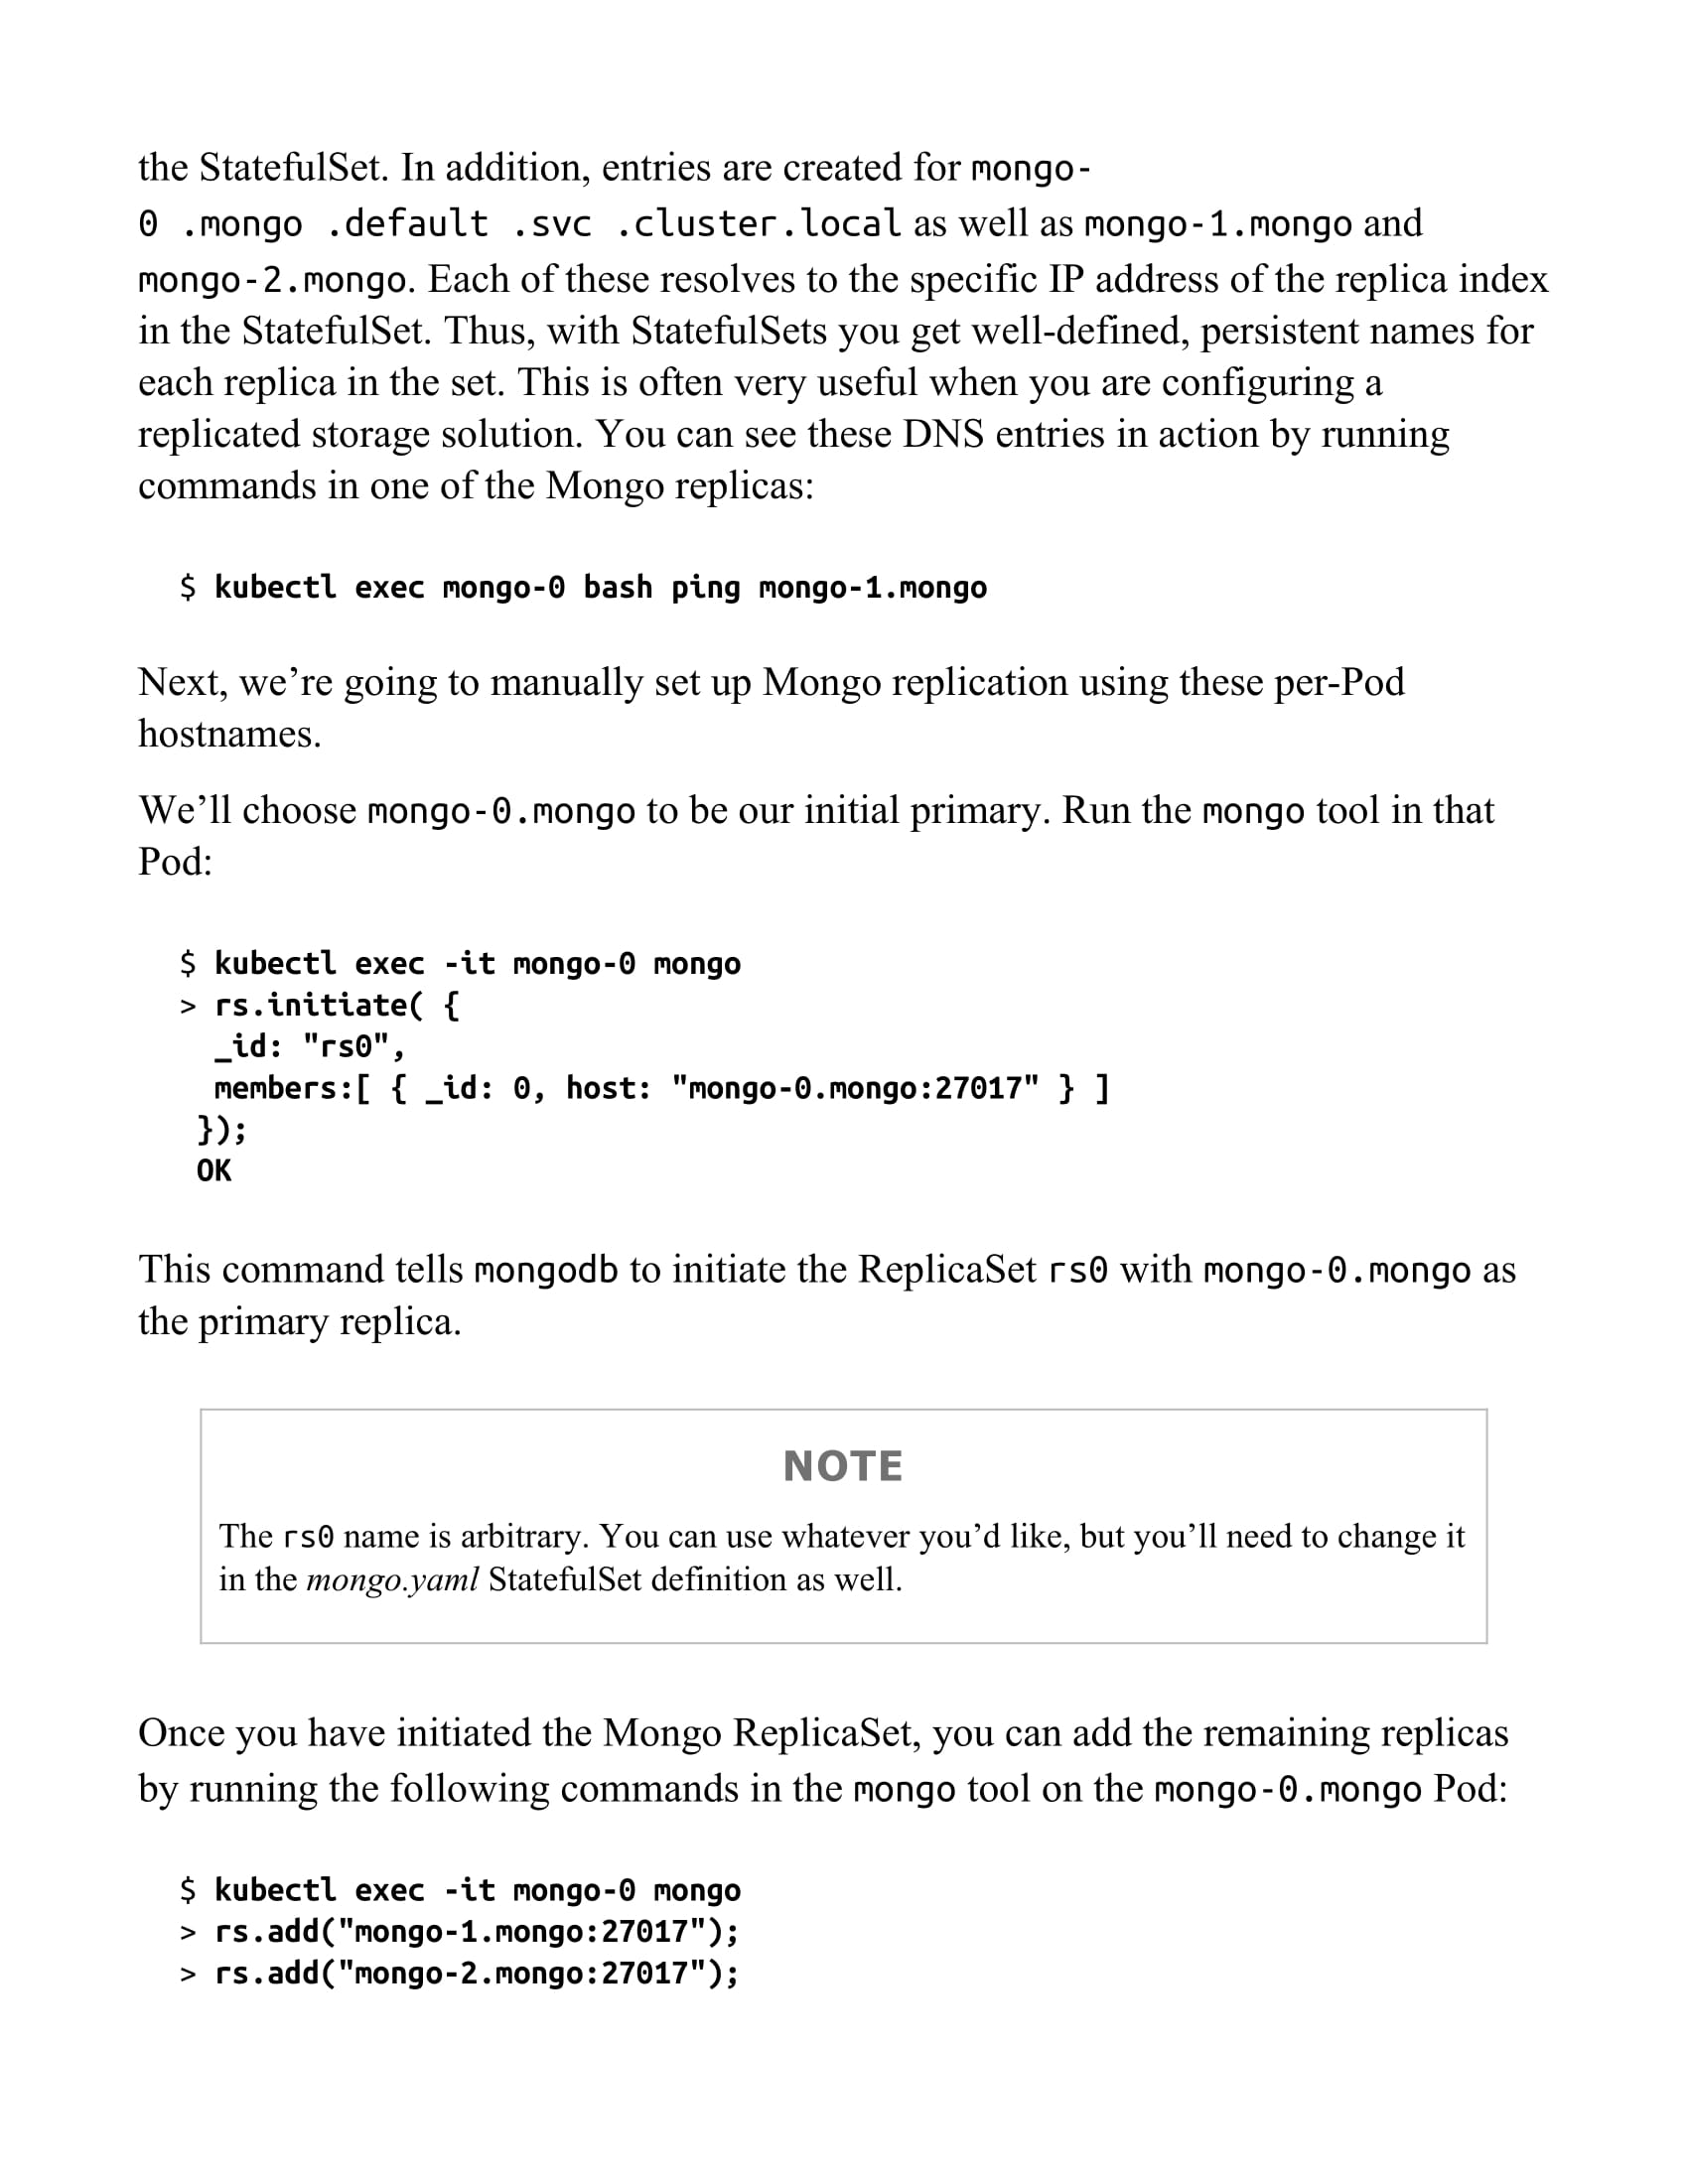 the StatefulSet. In addition, entries are created for mongo-
0 .mongo .default .svc .cluster.local as well as mongo-1.mongo and
mongo-2.mongo. Each of these resolves to the specific IP address of the replica index
in the StatefulSet. Thus, with StatefulSets you get well-defined, persistent names for
each replica in the set. This is often very useful when you are configuring a
replicated storage solution. You can see these DNS entries in action by running
commands in one of the Mongo replicas:
$ kubectl exec mongo-0 bash ping mongo-1.mongo
Next, we’re going to manually set up Mongo replication using these per-Pod
hostnames.
We’ll choose mongo-0.mongo to be our initial primary. Run the mongo tool in that
Pod:
$ kubectl exec -it mongo-0 mongo
> rs.initiate( {
_id: "rs0",
members:[ { _id: 0, host: "mongo-0.mongo:27017" } ]
});
OK
This command tells mongodb to initiate the ReplicaSet rs0 with mongo-0.mongo as
the primary replica.
NOTE
The rs0 name is arbitrary. You can use whatever you’d like, but you’ll need to change it
in the mongo.yaml StatefulSet definition as well.
Once you have initiated the Mongo ReplicaSet, you can add the remaining replicas
by running the following commands in the mongo tool on the mongo-0.mongo Pod:
$ kubectl exec -it mongo-0 mongo
> rs.add("mongo-1.mongo:27017");
> rs.add("mongo-2.mongo:27017");